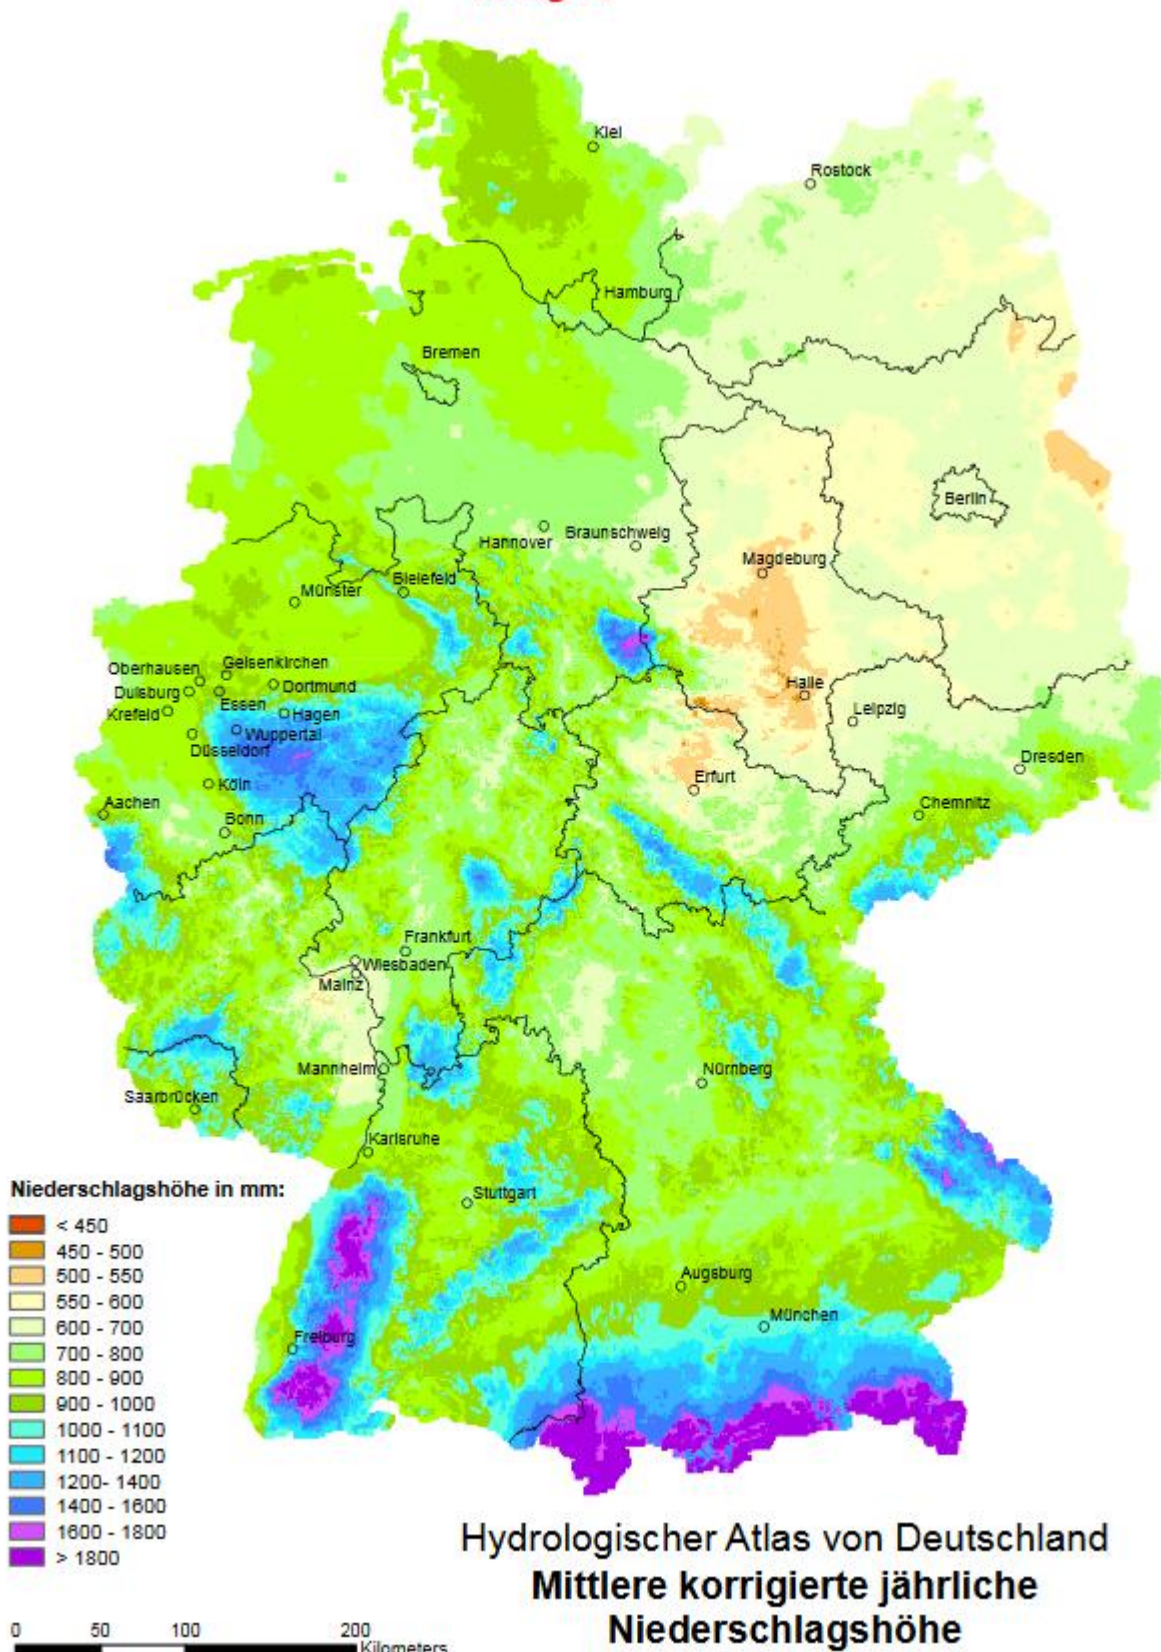 Kiel
Rostock
Hamburg
Bremen
Berlin
Hannover
Braunschweig
Magdeburg
Bielefeld
Münster
Oberhausen
Gelsenkirchen
Duisburg
Dortmund
Krefeld
Essen
Hagen
Wuppertal
Düsseldorf
Köln
Halle
Leipzig
Dresden
Erfurt
Aachen
Bonn
Chemnitz
Frankfurt
Wiesbaden
Mainz
Mannheim
Nürnberg
Saarbrücken
Karlsruhe
Stuttgart
Augsburg
München
Freiburg
Niederschlagshöhe in mm:
< 450
450 - 500
500 - 550
550 - 600
600 - 700
700 - 800
800 - 900
900 - 1000
1000 - 1100
1100 - 1200
1200- 1400
1400 - 1600
1600 - 1800
> 1800
Hydrologischer Atlas von Deutschland
Mittlere korrigierte jährliche
Niederschlagshöhe
0 50 100 200
Kilometers